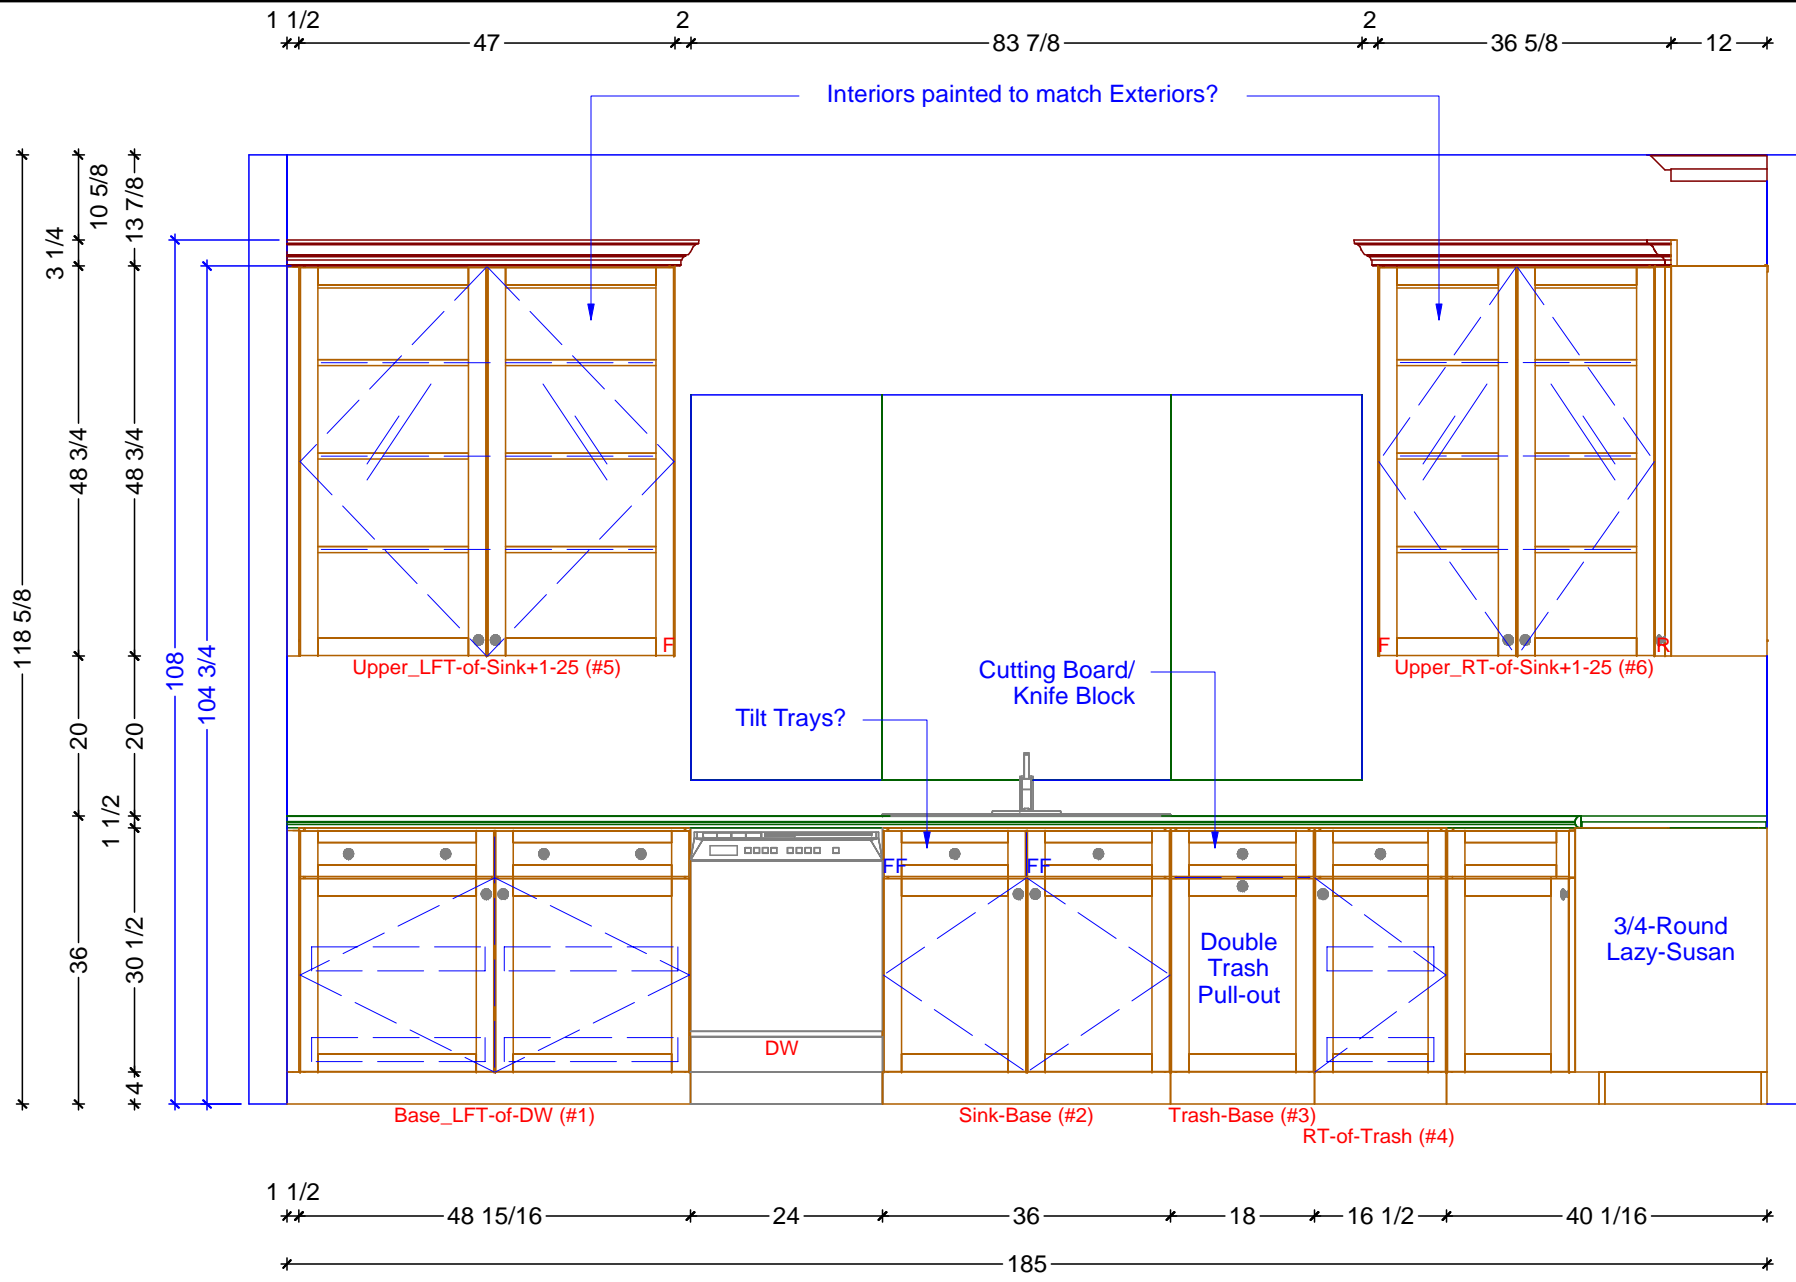 1 1/2
2
2
47
83 7/8
36 5/8
12
Interiors painted to match Exteriors?
118 5/8
3 1/4
10 5/8
13 7/8
48 3/4
48 3/4
108
104 3/4
20
20
1 1/2
36
30 1/2
4
F
F
R
Upper_LFT-of-Sink+1-25 (#5)
Upper_RT-of-Sink+1-25 (#6)
Cutting Board/
Knife Block
Tilt Trays?
FF
FF
Double
Trash
Pull-out
3/4-Round
Lazy-Susan
DW
Base_LFT-of-DW (#1)
Sink-Base (#2)
Trash-Base (#3)
RT-of-Trash (#4)
1 1/2
48 15/16
24
36
18
16 1/2
40 1/16
185